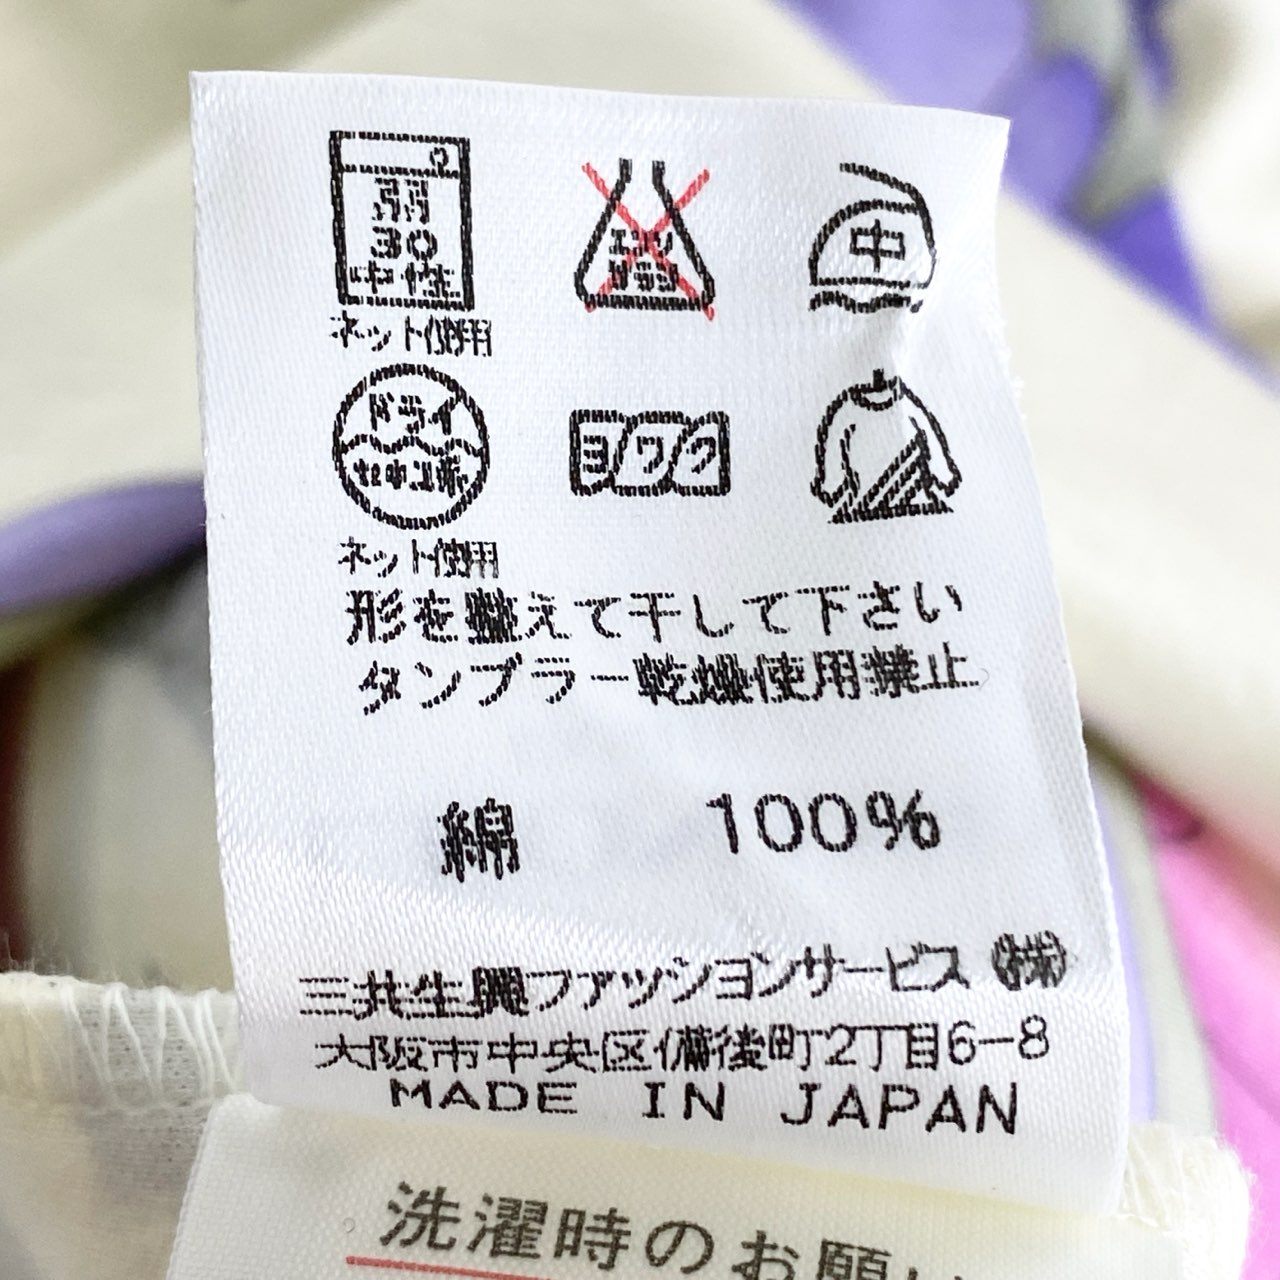 弱
30
中性
エンソ
サラシ
中
ネット使用
ドライ
セキユ系
ヨワク
ネット使用
形を整えて干して下さい
タンブラー乾燥使用禁止
綿 100%
三共生興ファッションサービス (株)
大阪市中央区備後町2丁目6-8
MADE IN JAPAN
洗濯時のお願い